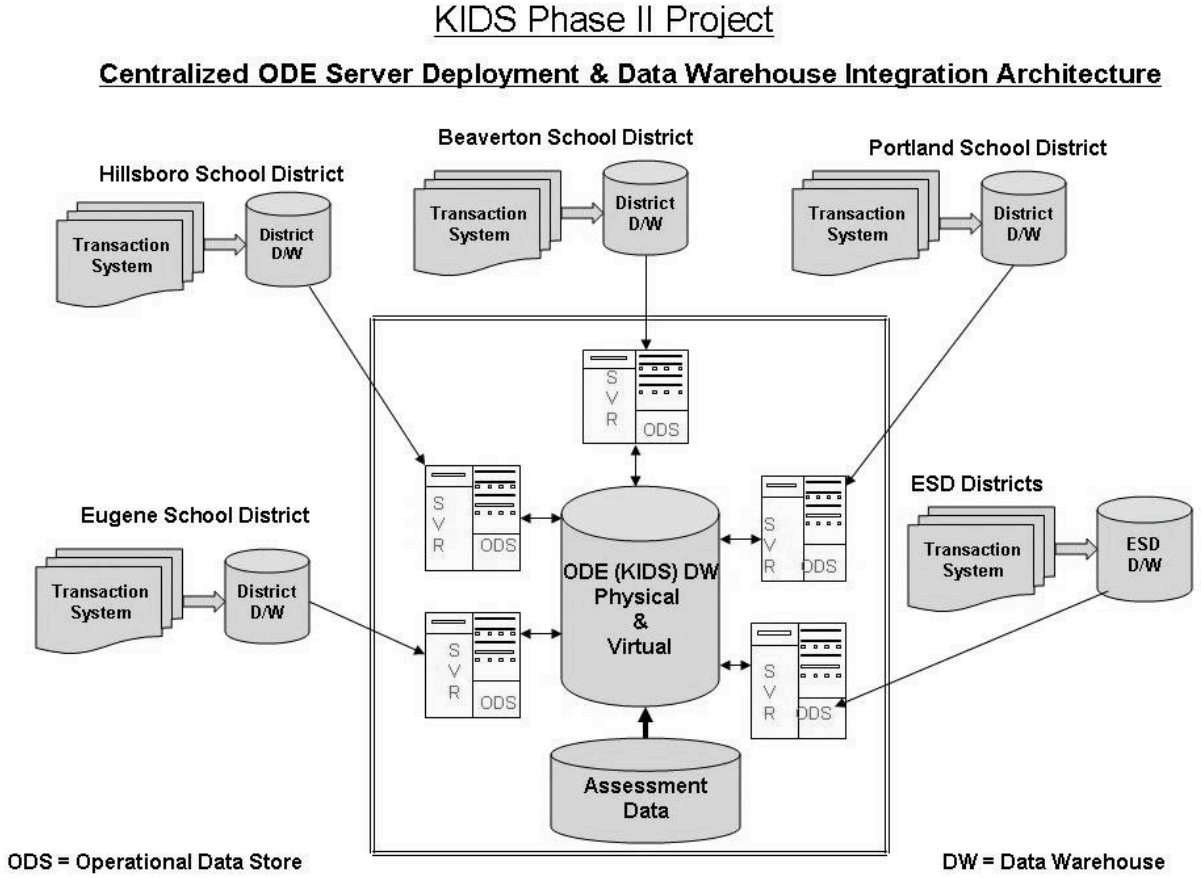 KIDS Phase II Project
Centralized ODE Server Deployment & Data Warehouse Integration Architecture
Hillsboro School District
Transaction
System
District
D/W
Beaverton School District
Transaction
System
District
D/W
Portland School District
Transaction
System
District
D/W
S
V
R
ODS
S
V
R
ODS
S
V
R
ODS
Eugene School District
Transaction
System
District
D/W
ESD Districts
Transaction
System
ESD
D/W
ODE (KIDS) DW
Physical
&
Virtual
S
V
R
ODS
S
V
R
ODS
Assessment
Data
ODS = Operational Data Store
DW = Data Warehouse